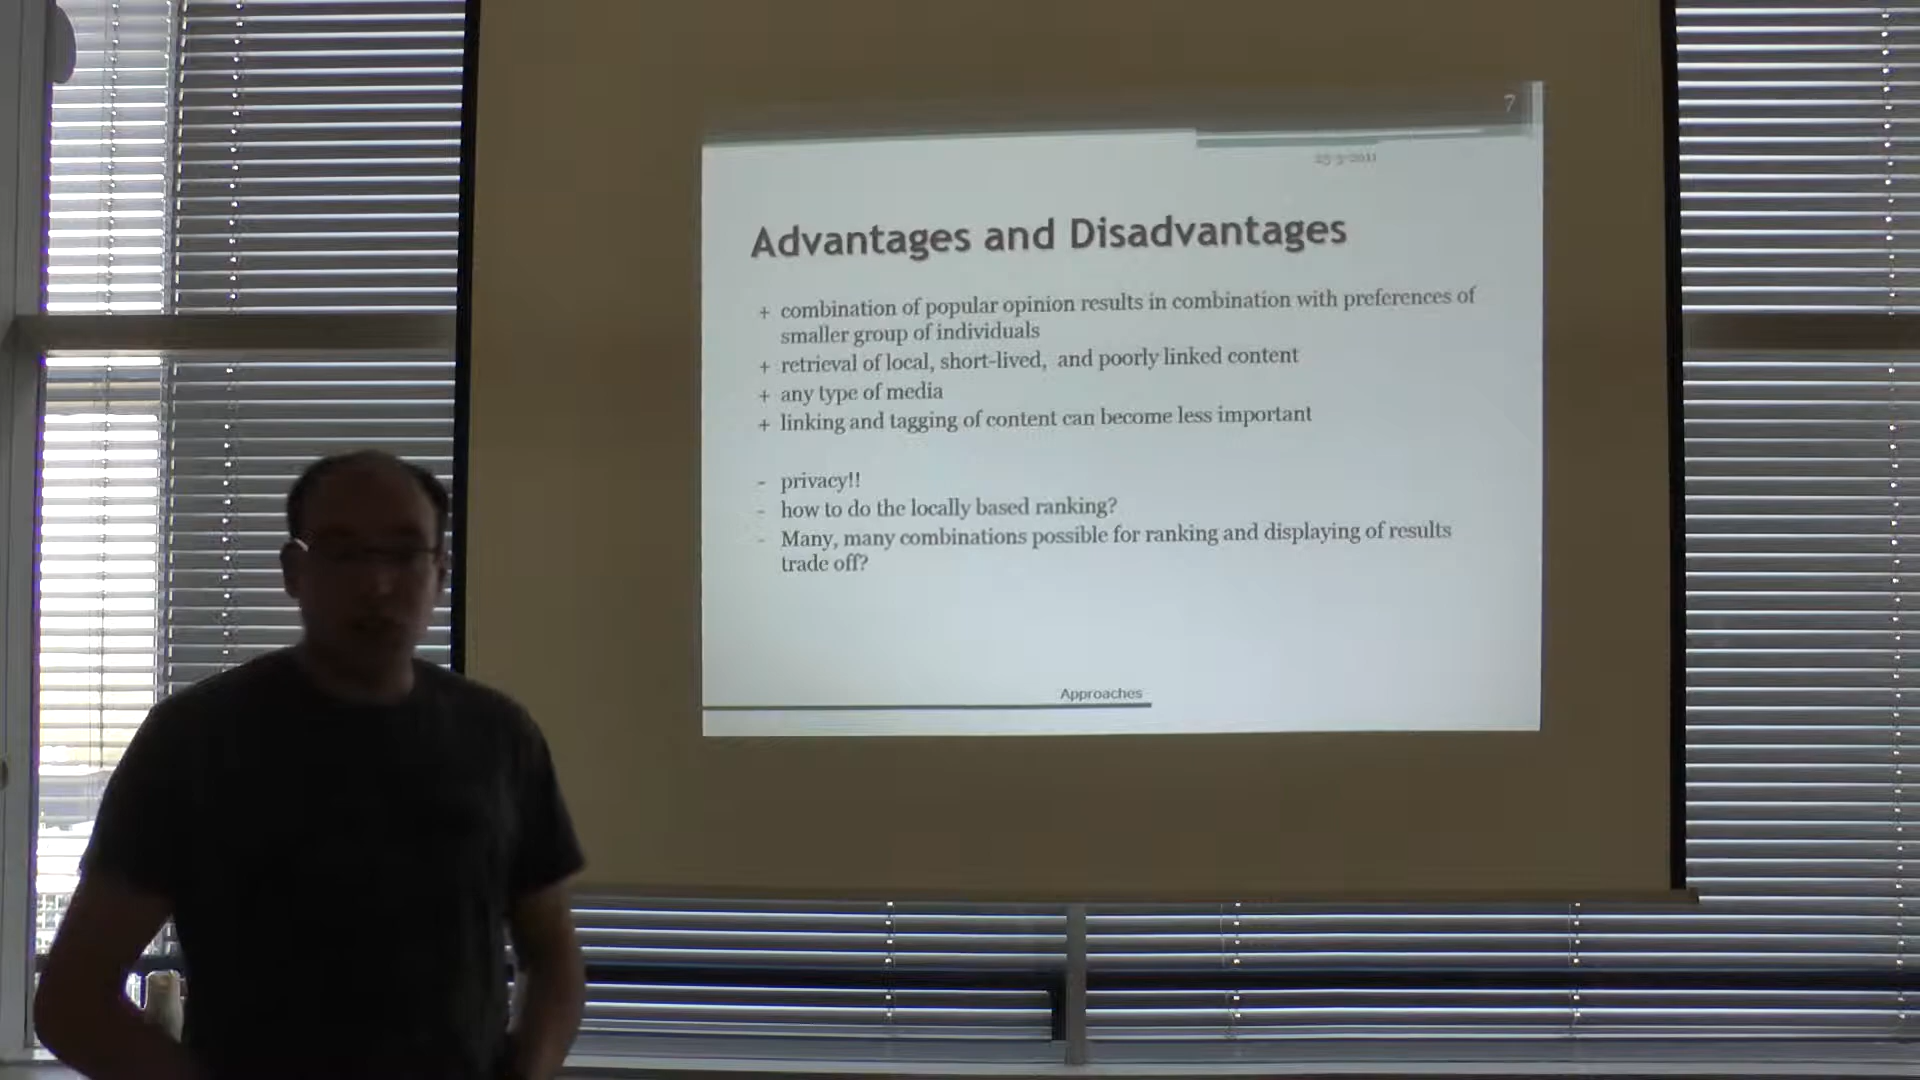 7
25-3-2011
Advantages and Disadvantages
+ combination of popular opinion results in combination with preferences of
smaller group of individuals
+ retrieval of local, short-lived, and poorly linked content
+ any type of media
+ linking and tagging of content can become less important
- privacy!!
- how to do the locally based ranking?
- Many, many combinations possible for ranking and displaying of results
trade off?
Approaches